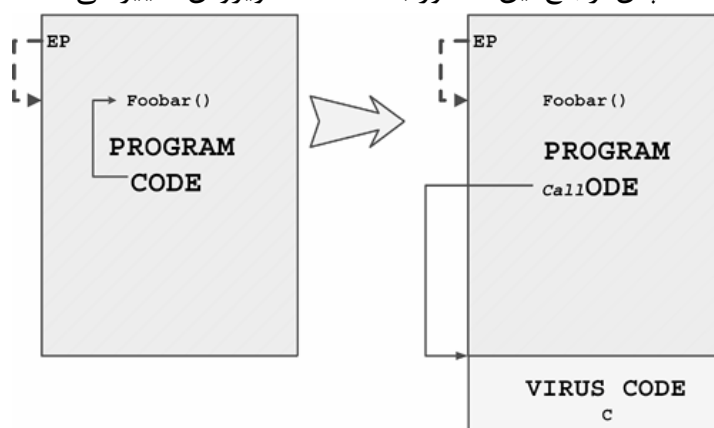 EP
Foobar()
PROGRAM
CODE
EP
Foobar()
PROGRAM
CallODE
VIRUS CODE
C